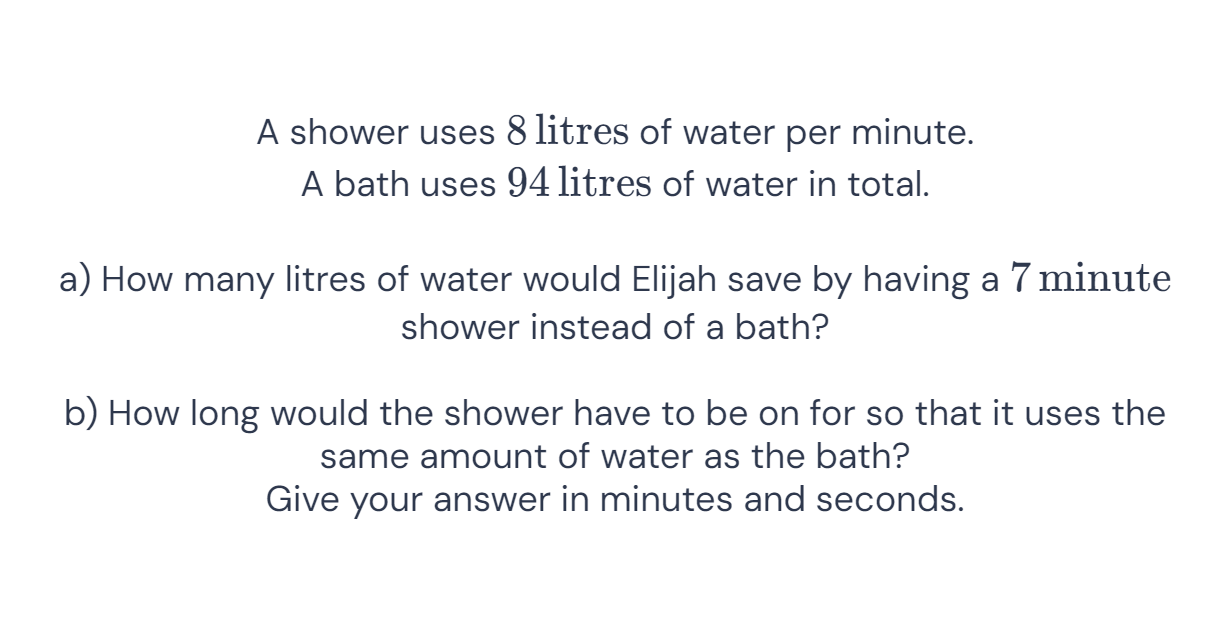 A shower uses 8 litres of water per minute.
A bath uses 94 litres of water in total.
a) How many litres of water would Elijah save by having a 7 minute
shower instead of a bath?
b) How long would the shower have to be on for so that it uses the
same amount of water as the bath?
Give your answer in minutes and seconds.